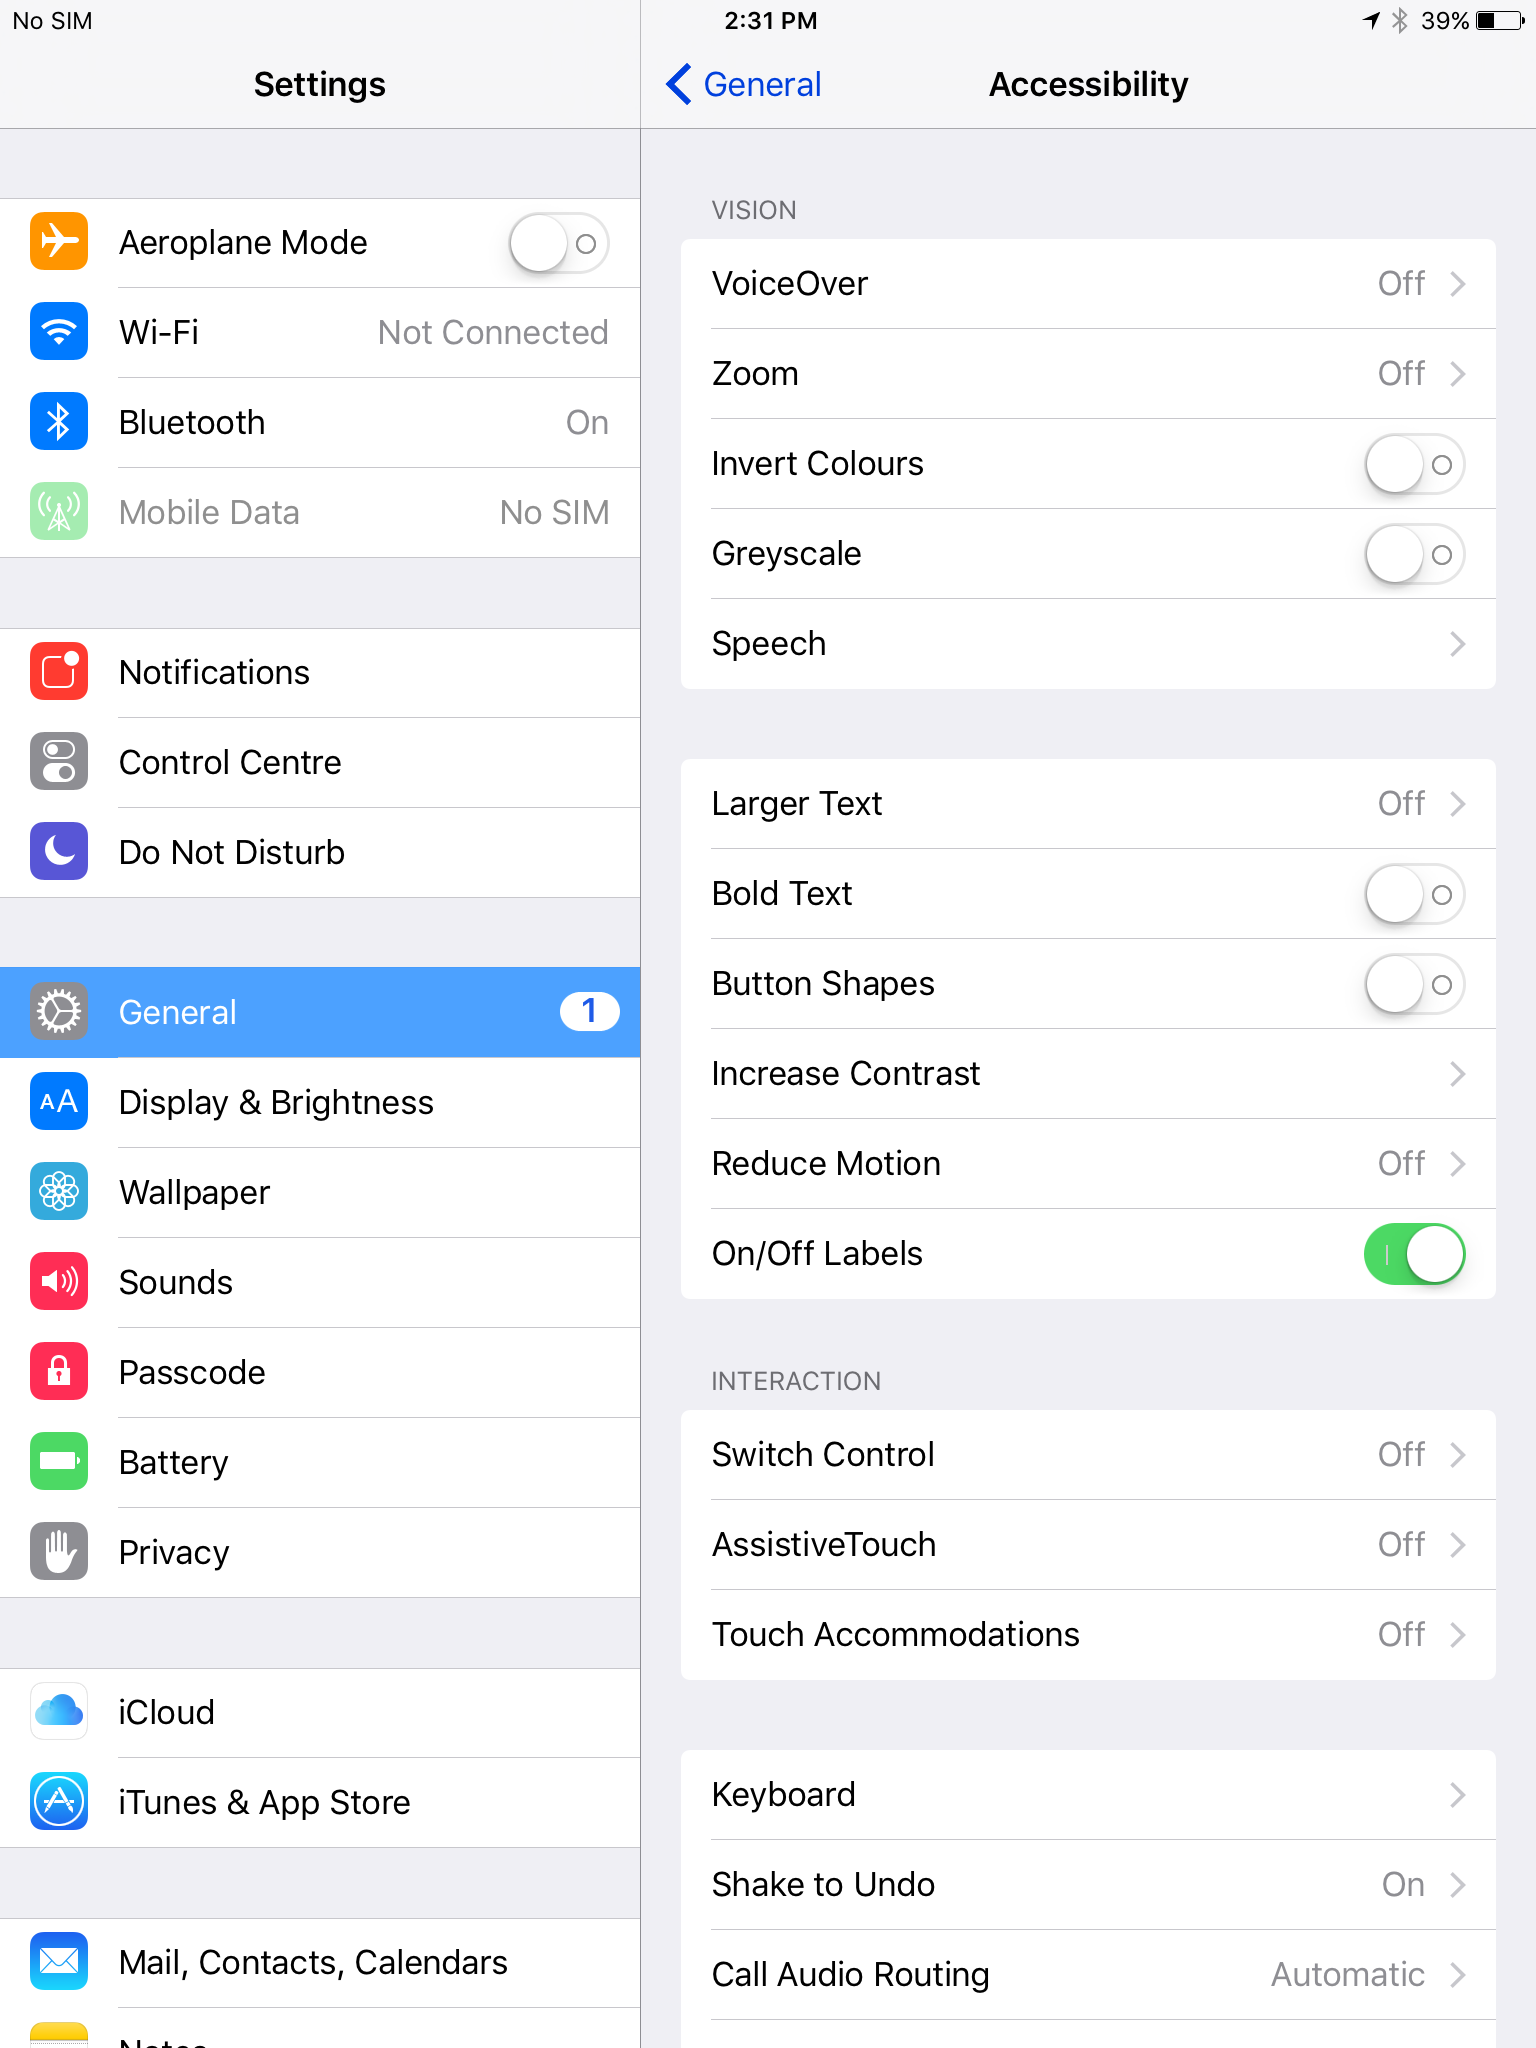 No SIM
2:31 PM
39%
Settings
General
Accessibility
Aeroplane Mode
Wi-Fi
Not Connected
Bluetooth
On
Mobile Data
No SIM
Notifications
Control Centre
Do Not Disturb
General
1
AA
Display & Brightness
Wallpaper
Sounds
Passcode
Battery
Privacy
iCloud
iTunes & App Store
Mail, Contacts, Calendars
Notes
VISION
VoiceOver
Off
Zoom
Off
Invert Colours
Greyscale
Speech
Larger Text
Off
Bold Text
Button Shapes
Increase Contrast
Reduce Motion
Off
On/Off Labels
INTERACTION
Switch Control
Off
AssistiveTouch
Off
Touch Accommodations
Off
Keyboard
Shake to Undo
On
Call Audio Routing
Automatic